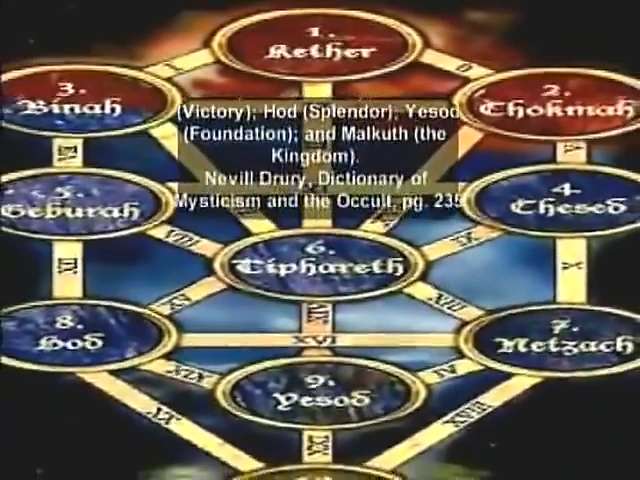 1.
Kether
3.
Binah
2.
Chokmah
(Victory); Hod (Splendor); Yesod
(Foundation); and Malkuth (the
Kingdom).
Nevill Drury, Dictionary of
Mysticism and the Occult, pg. 235
5.
Geburah
4.
Chesed
6.
Tiphareth
8.
Hod
7.
Netzach
XVI
9.
Yesod